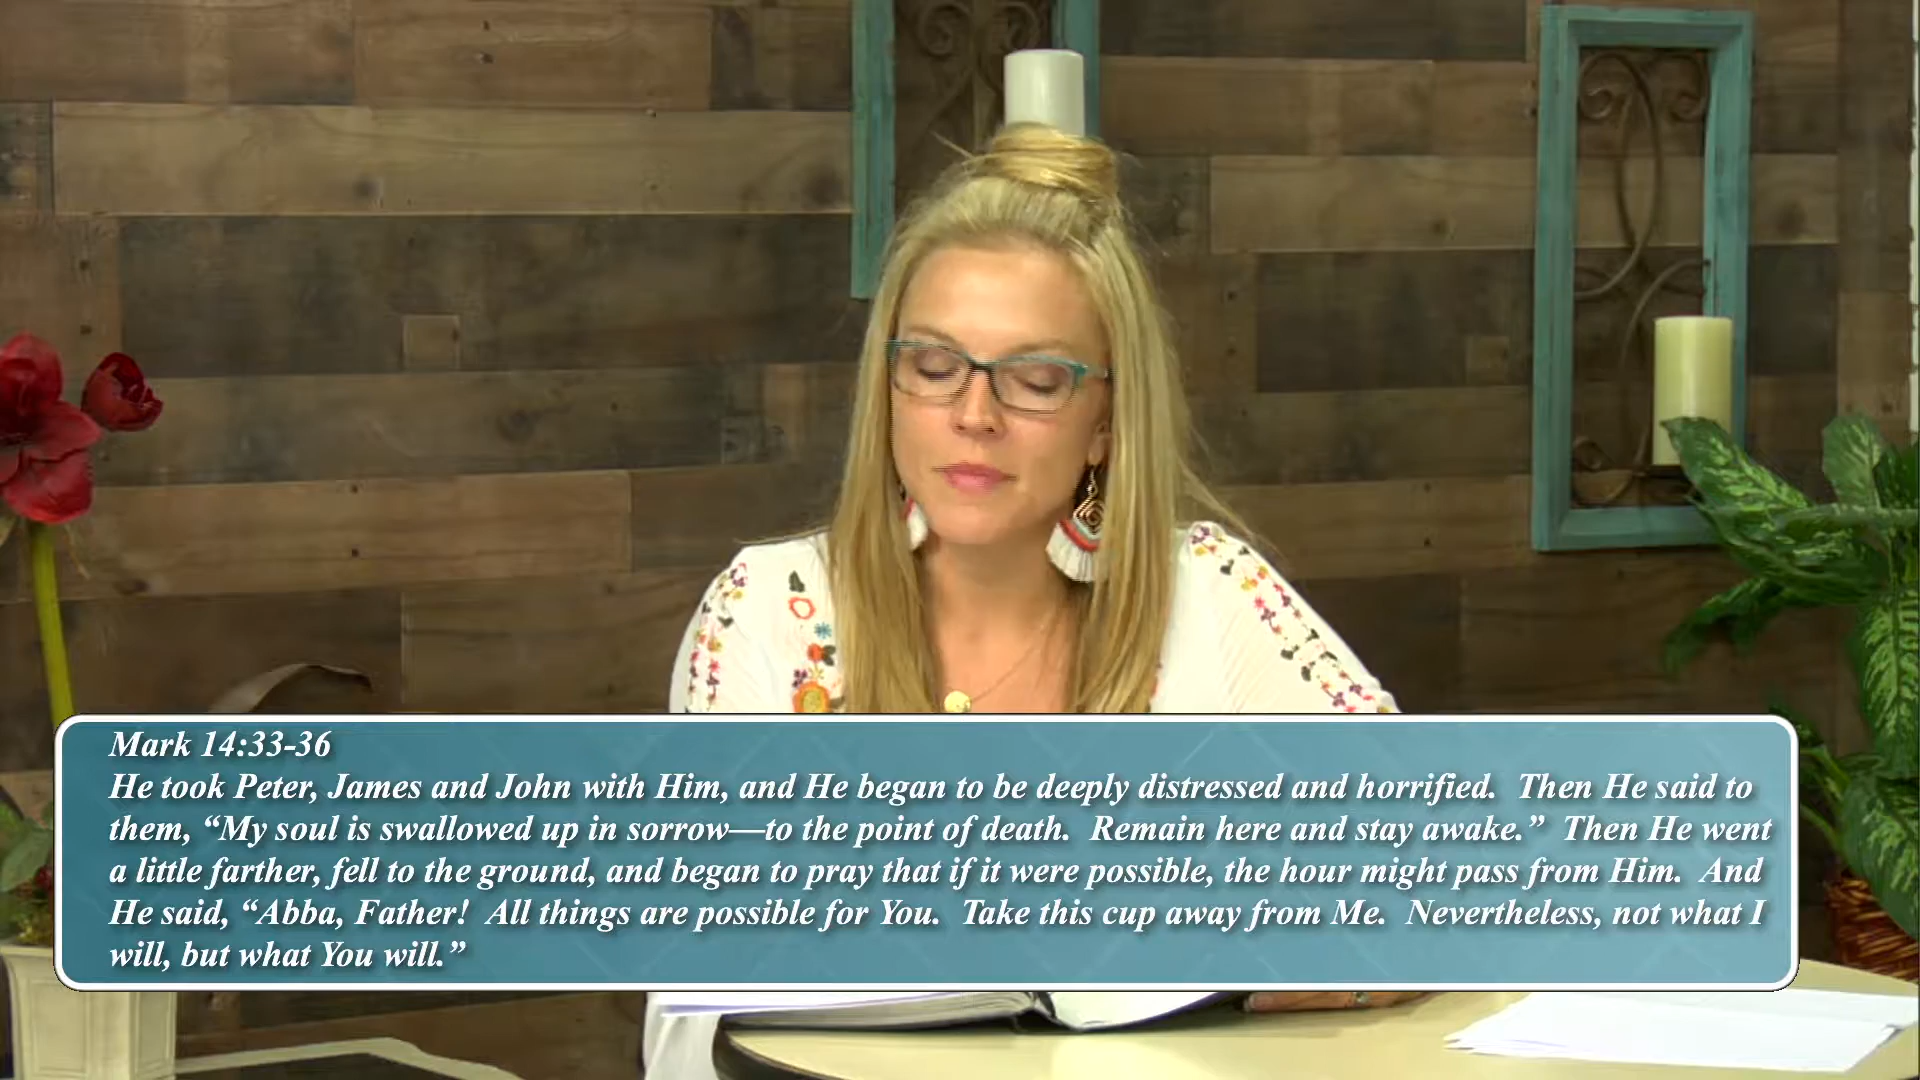 Mark 14:33-36
He took Peter, James and John with Him, and He began to be deeply distressed and horrified.  Then He said to
them, “My soul is swallowed up in sorrow—to the point of death.  Remain here and stay awake.”  Then He went
a little farther, fell to the ground, and began to pray that if it were possible, the hour might pass from Him.  And
He said, “Abba, Father!  All things are possible for You.  Take this cup away from Me.  Nevertheless, not what I
will, but what You will.”